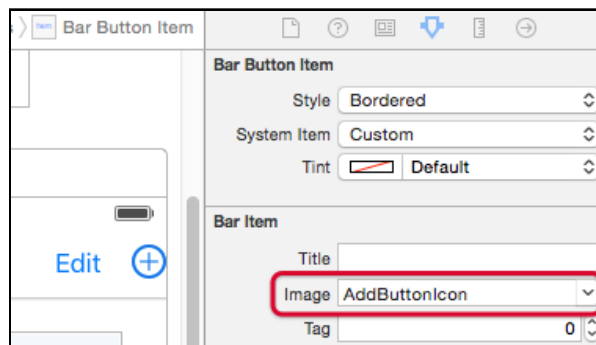 Bar Button Item
Bar Button Item
Style Bordered
System Item Custom
Tint Default
Bar Item
Edit
Title
Image AddButtonIcon
Tag 0